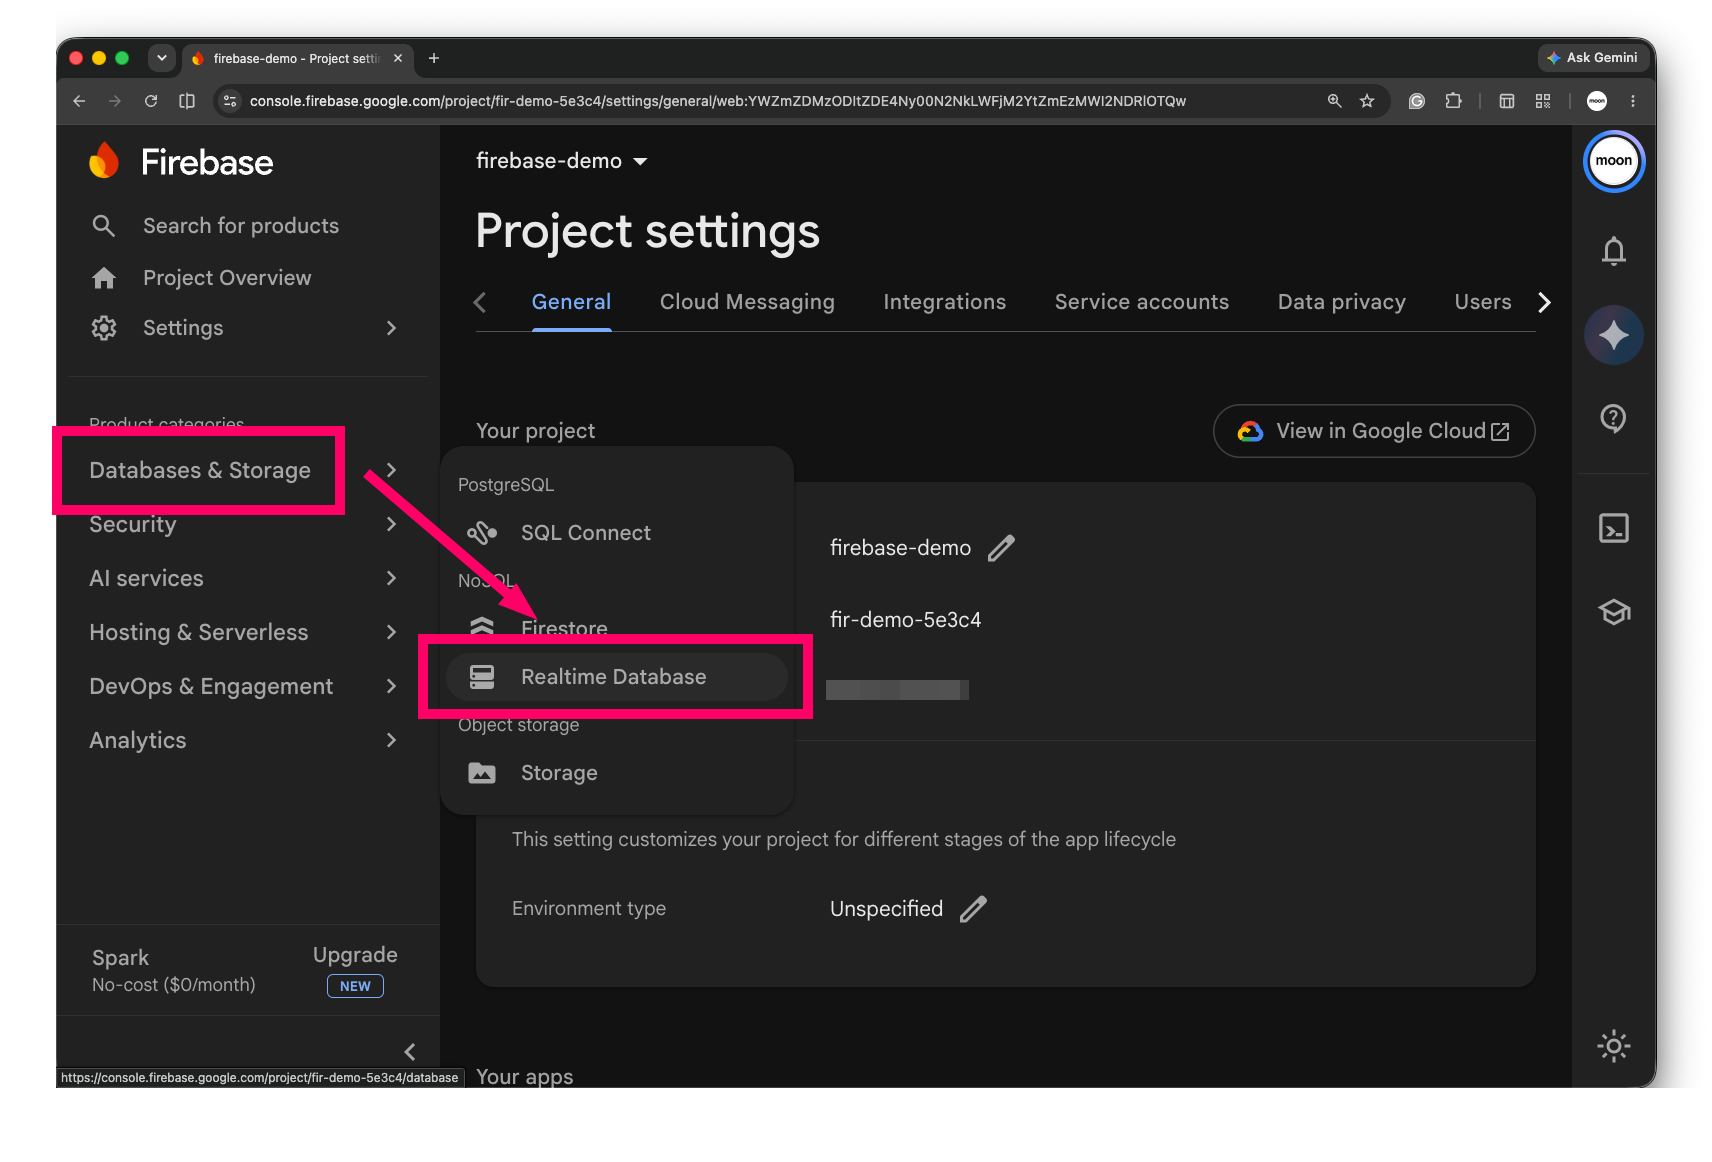 firebase-demo - Project setti
Ask Gemini
console.firebase.google.com/project/fir-demo-5e3c4/settings/general/web:YWZmZDMzODltZDE4Ny00N2NkLWFjM2YtZmEzMWI2NDRlOTQw
moon
Firebase
Search for products
Project Overview
Settings
Product categories
Databases & Storage
Security
AI services
Hosting & Serverless
DevOps & Engagement
Analytics
Spark
No-cost ($0/month)
Upgrade
NEW
https://console.firebase.google.com/project/fir-demo-5e3c4/database
firebase-demo
Project settings
General
Cloud Messaging
Integrations
Service accounts
Data privacy
Users
Your project
View in Google Cloud
PostgreSQL
SQL Connect
NoSQL
Firestore
Realtime Database
Object storage
Storage
firebase-demo
fir-demo-5e3c4
This setting customizes your project for different stages of the app lifecycle
Environment type
Unspecified
Your apps
moon